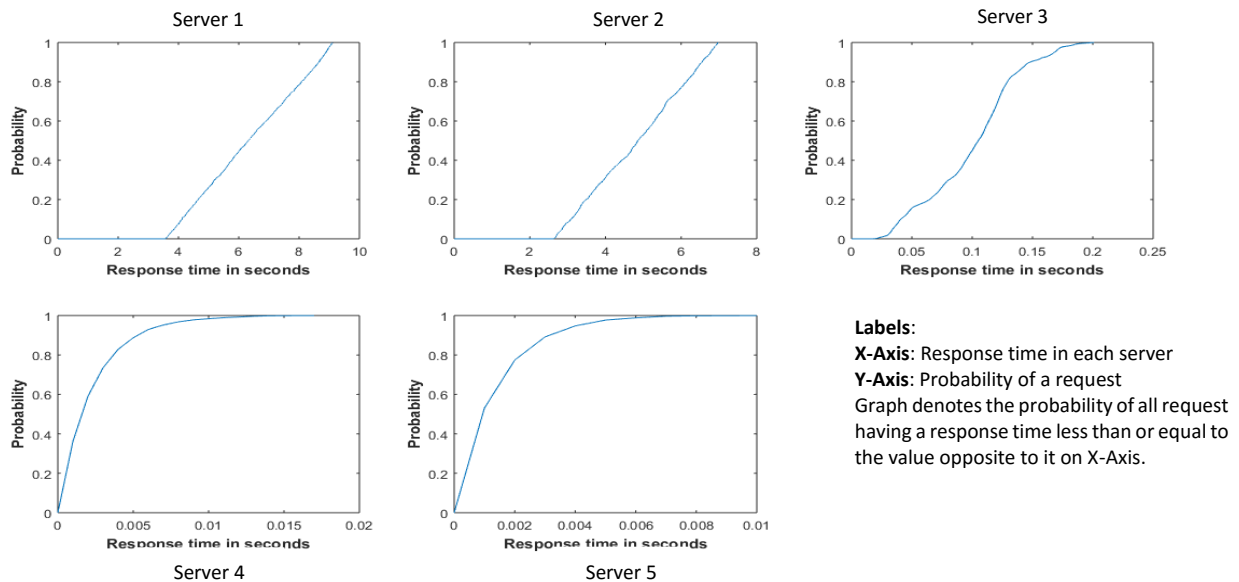 Server 1
Server 2
Server 3
1
0.8
0.6
0.4
0.2
0
Probability
0 2 4 6 8 10
Response time in seconds
1
0.8
0.6
0.4
0.2
0
Probability
0 2 4 6 8
Response time in seconds
1
0.8
0.6
0.4
0.2
0
Probability
0 0.05 0.1 0.15 0.2 0.25
Response time in seconds
1
0.8
0.6
0.4
0.2
0
Probability
0 0.005 0.01 0.015 0.02
Response time in seconds
Server 4
1
0.8
0.6
0.4
0.2
0
Probability
0 0.002 0.004 0.006 0.008 0.01
Response time in seconds
Server 5
Labels:
X-Axis: Response time in each server
Y-Axis: Probability of a request
Graph denotes the probability of all request
having a response time less than or equal to
the value opposite to it on X-Axis.